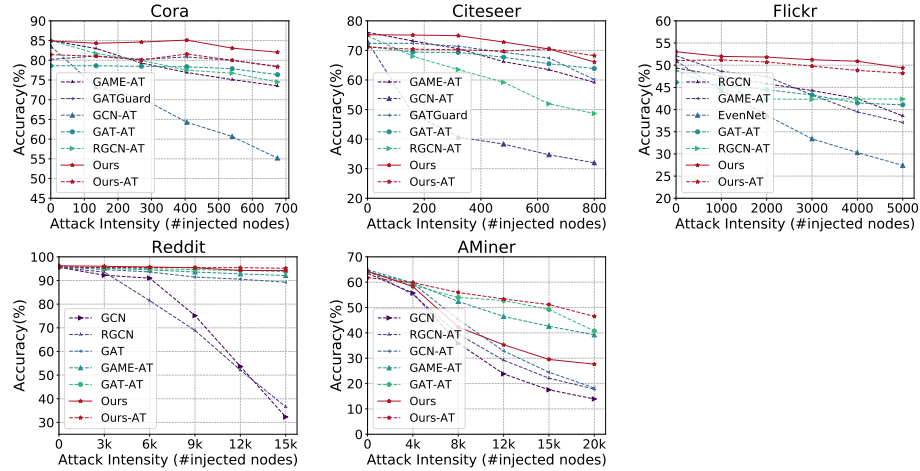 Cora
Accuracy(%)
90
85
80
75
70
65
60
55
50
45
GAME-AT
GATGuard
GCN-AT
GAT-AT
RGCN-AT
Ours
Ours-AT
0 100 200 300 400 500 600 700
Attack Intensity (#injected nodes)
Citeseer
Accuracy(%)
80
70
60
50
40
30
20
GAME-AT
GCN-AT
GATGuard
GAT-AT
RGCN-AT
Ours
Ours-AT
0 200 400 600 800
Attack Intensity (#injected nodes)
Flickr
Accuracy(%)
60
55
50
45
40
35
30
25
20
RGCN
GAME-AT
EvenNet
GAT-AT
RGCN-AT
Ours
Ours-AT
0 1000 2000 3000 4000 5000
Attack Intensity (#injected nodes)
Reddit
Accuracy(%)
100
90
80
70
60
50
40
30
GCN
RGCN
GAT
GAME-AT
GAT-AT
Ours
Ours-AT
0 3k 6k 9k 12k 15k
Attack Intensity (#injected nodes)
AMiner
Accuracy(%)
70
60
50
40
30
20
10
0
GCN
RGCN-AT
GCN-AT
GAME-AT
GAT-AT
Ours
Ours-AT
0 4k 8k 12k 15k 20k
Attack Intensity (#injected nodes)